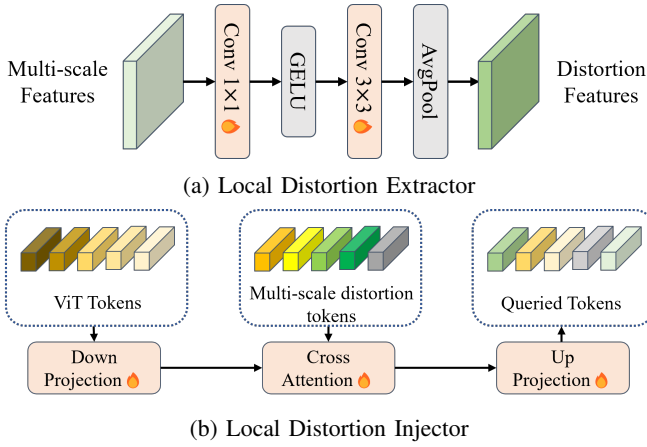 Multi-scale
Features
Conv 1×1
GELU
Conv 3×3
AvgPool
Distortion
Features
(a) Local Distortion Extractor
ViT Tokens
Multi-scale distortion
tokens
Queried Tokens
Down
Projection
Cross
Attention
Up
Projection
(b) Local Distortion Injector